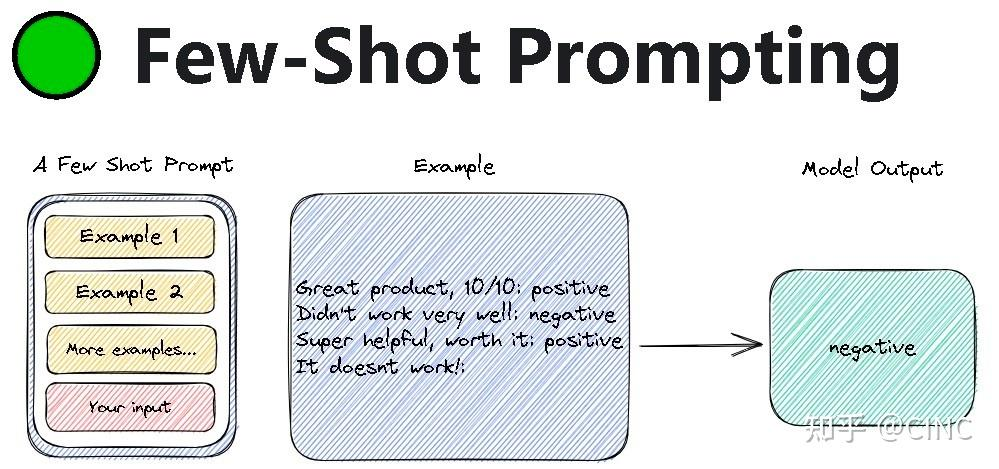 Few-Shot Prompting
A Few Shot Prompt
Example
Model Output
Example 1
Example 2
More examples...
Your input
Great product, 10/10: positive
Didn't work very well: negative
Super helpful, worth it: positive
It doesnt work!:
negative
知乎 @CINC